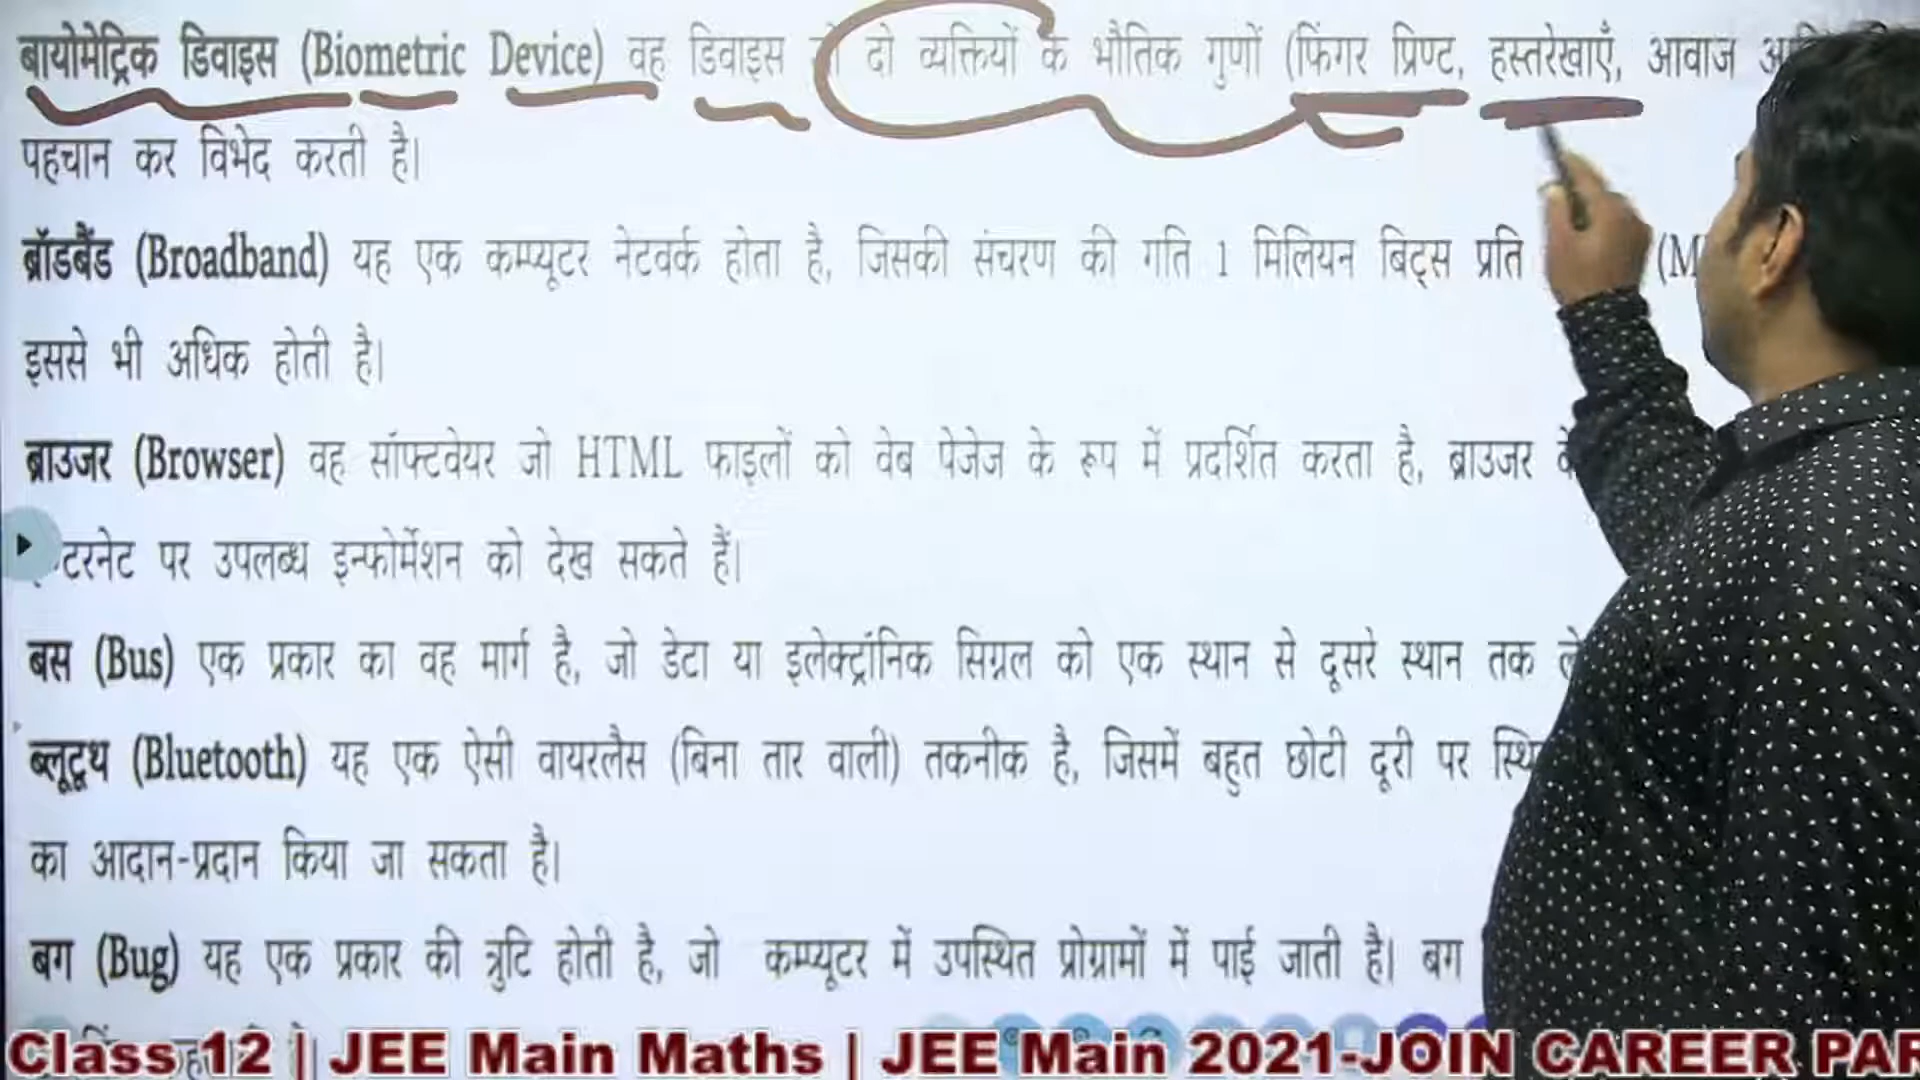 बायोमेट्रिक डिवाइस (Biometric Device) वह डिवाइस दो व्यक्तियों के भौतिक गुणों (फिंगर प्रिण्ट, हस्तरेखाएँ, आवाज
पहचान कर विभेद करती है।
ब्रॉडबैंड (Broadband) यह एक कम्प्यूटर नेटवर्क होता है, जिसकी संचरण की गति 1 मिलियन बिट्स प्रति (M
इससे भी अधिक होती है।
ब्राउजर (Browser) वह सॉफ्टवेयर जो HTML फाइलों को वेब पेजेज के रूप में प्रदर्शित करता है, ब्राउजर
टरनेट पर उपलब्ध इन्फोर्मेशन को देख सकते हैं।
बस (Bus) एक प्रकार का वह मार्ग है, जो डेटा या इलेक्ट्रॉनिक सिग्नल को एक स्थान से दूसरे स्थान तक
ब्लूटूथ (Bluetooth) यह एक ऐसी वायरलैस (बिना तार वाली) तकनीक है, जिसमें बहुत छोटी दूरी पर
का आदान-प्रदान किया जा सकता है।
बग (Bug) यह एक प्रकार की त्रुटि होती है, जो कम्प्यूटर में उपस्थित प्रोग्रामों में पाई जाती है। बग
Class 12 | JEE Main Maths | JEE Main 2021-JOIN CAREER PAR